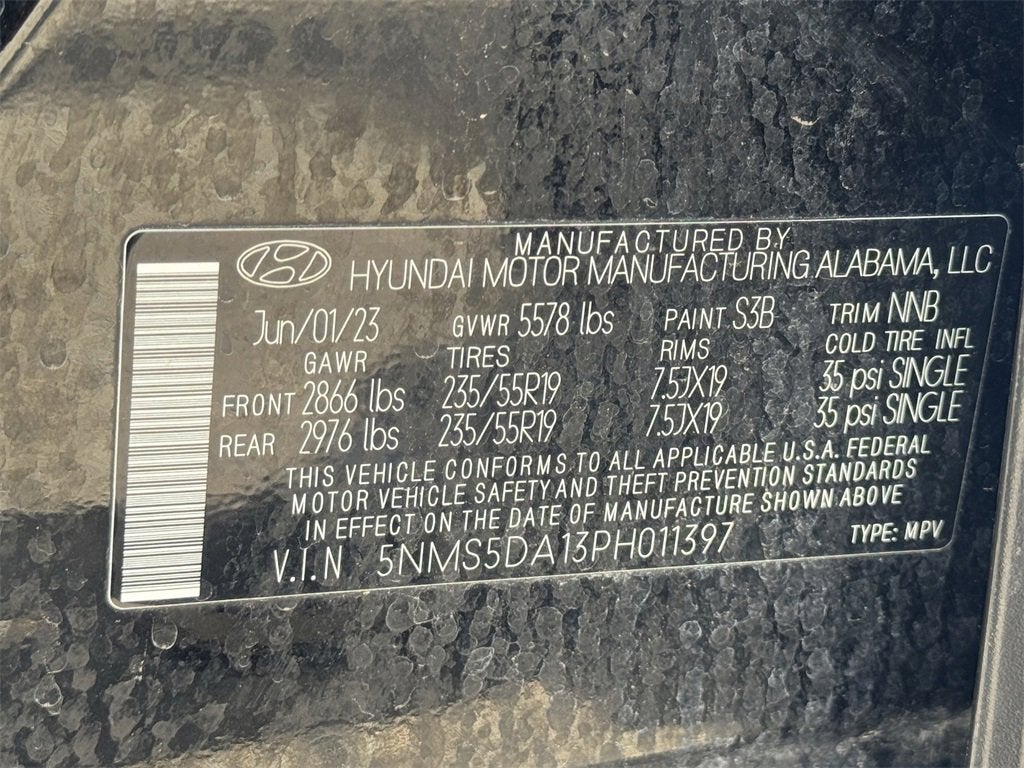 MANUFACTURED BY
HYUNDAI MOTOR MANUFACTURING ALABAMA, LLC
Jun/01/23 GVWR 5578 lbs PAINT S3B TRIM NNB
GAWR TIRES RIMS COLD TIRE INFL
FRONT 2866 lbs 235/55R19 7.5JX19 35 psi SINGLE
REAR 2976 lbs 235/55R19 7.5JX19 35 psi SINGLE
THIS VEHICLE CONFORMS TO ALL APPLICABLE U.S.A. FEDERAL
MOTOR VEHICLE SAFETY AND THEFT PREVENTION STANDARDS
IN EFFECT ON THE DATE OF MANUFACTURE SHOWN ABOVE
V.I.N 5NMS5DA13PH011397 TYPE: MPV